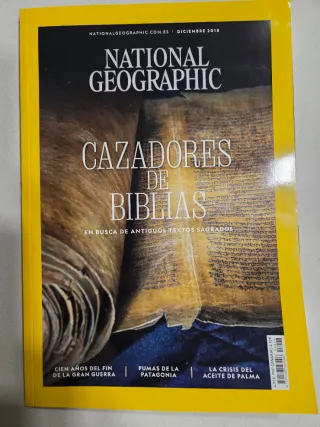 NATIONALGEOGRAPHIC.COM.ES | DICIEMBRE 2018
NATIONAL
GEOGRAPHIC
CAZADORES
DE
BIBLIAS
EN BUSCA DE ANTIGUOS TEXTOS SAGRADOS
CIEN AÑOS DEL FIN
DE LA GRAN GUERRA
PUMAS DE LA
PATAGONIA
LA CRISIS DEL
ACEITE DE PALMA